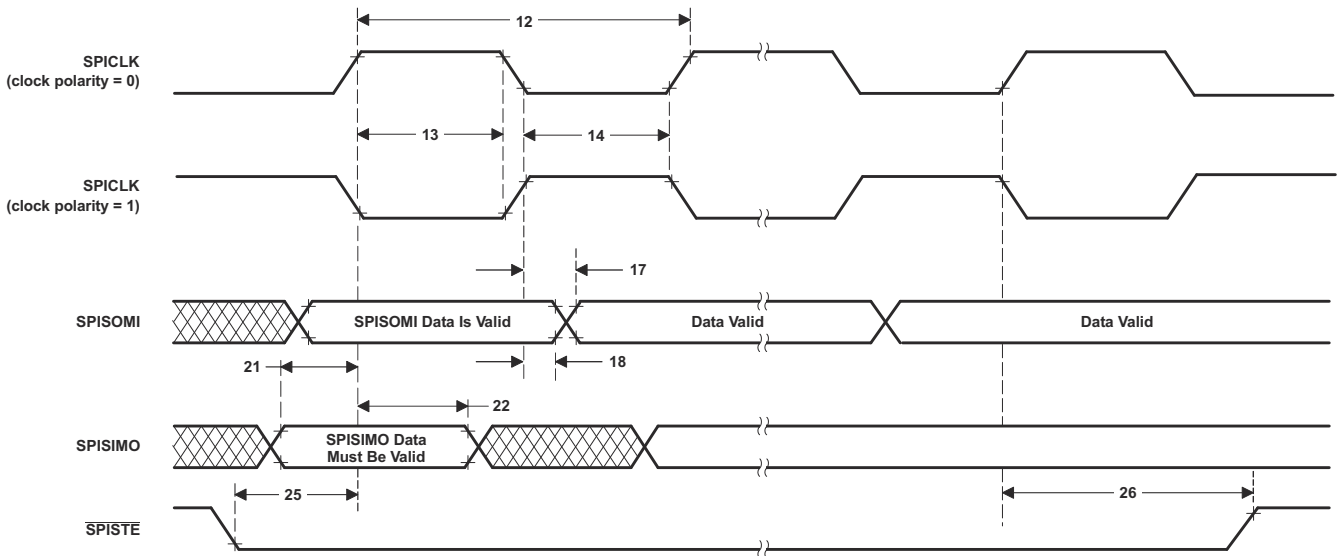 12
SPICLK
(clock polarity = 0)
13
14
SPICLK
(clock polarity = 1)
17
SPISOMI
SPISOMI Data Is Valid
Data Valid
Data Valid
18
21
22
SPISIMO
SPISIMO Data
Must Be Valid
25
26
SPISTE